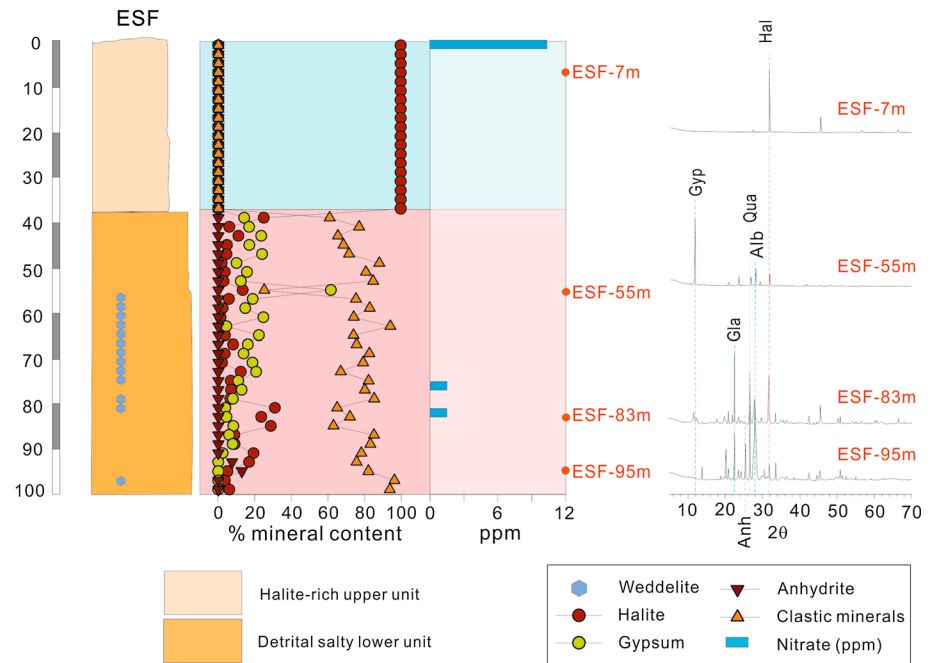 ESF
0
10
20
30
40
50
60
70
80
90
100
0 20 40 60 80 100
% mineral content
0 6 12
ppm
ESF-7m
ESF-55m
ESF-83m
ESF-95m
Hal
ESF-7m
Gyp
Qua
Alb
ESF-55m
Gla
ESF-83m
ESF-95m
10 20 30 40 50 60 70
Anh
2θ
Halite-rich upper unit
Detrital salty lower unit
Weddelite
Halite
Gypsum
Anhydrite
Clastic minerals
Nitrate (ppm)